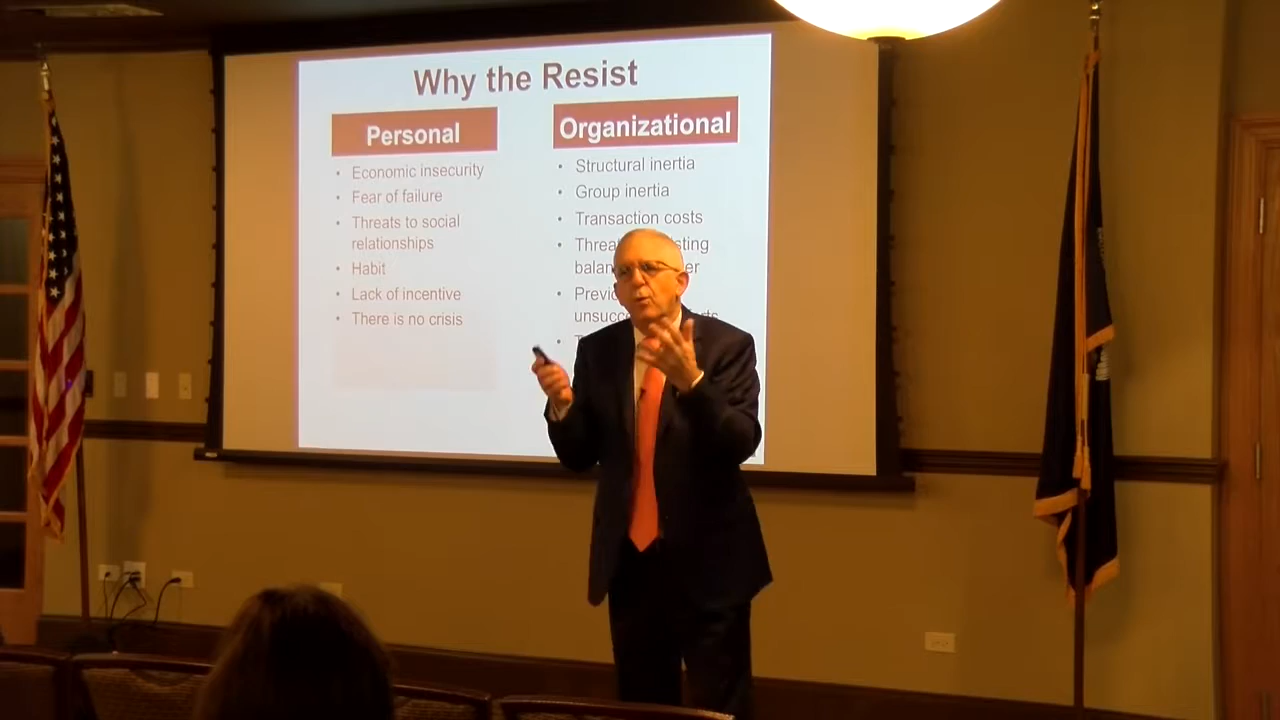 Why the Resist
Personal
• Economic insecurity
• Fear of failure
• Threats to social
relationships
• Habit
• Lack of incentive
• There is no crisis
Organizational
• Structural inertia
• Group inertia
• Transaction costs